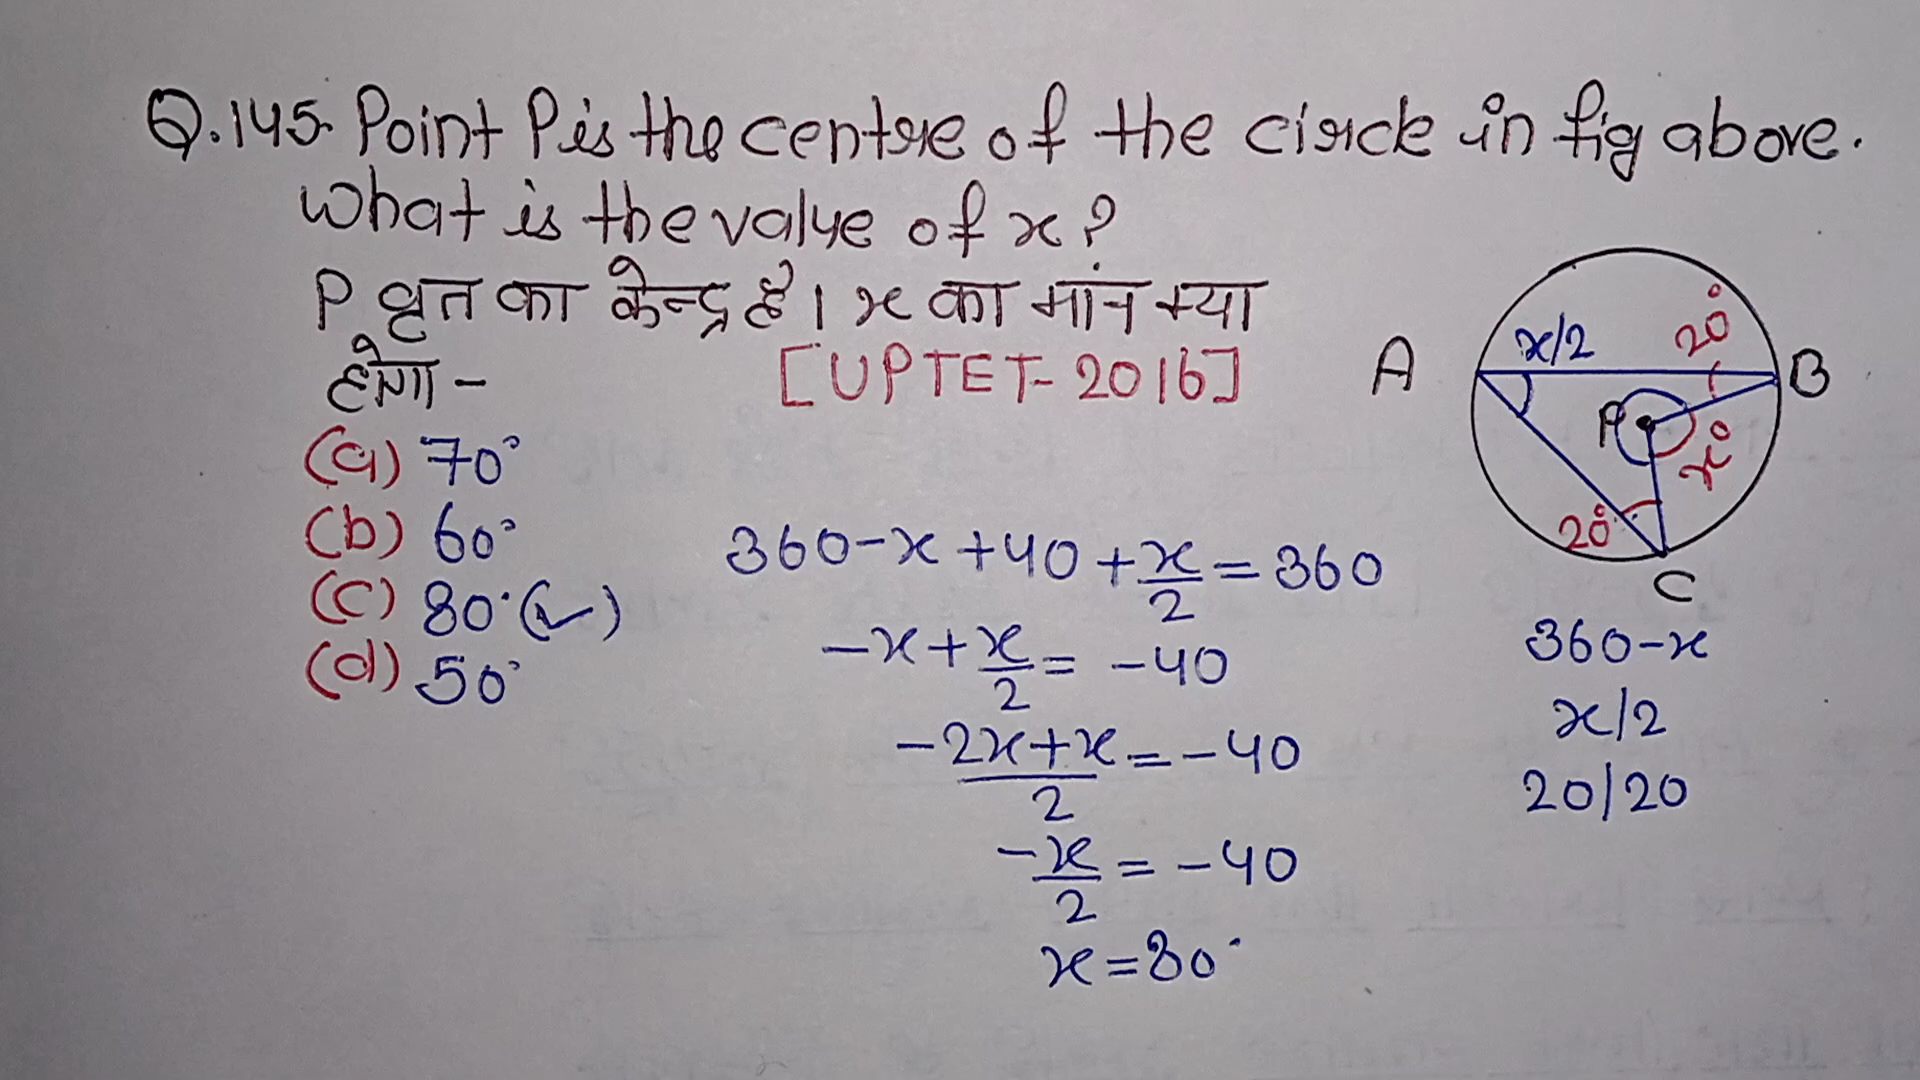 Q.145. Point P is the centre of the circle in fig above.
What is the value of x?
P वृत का केन्द्र है। x का मांन क्या
होगा -
[UPTET-2016]
(a) 70°
(b) 60°
(c) 80° (✓)
(d) 50°
A
x/2
20°
B
P
x°
20°
C
360-x+40+x/2=360
-x+x/2=-40
-2x+x/2=-40
-x/2=-40
x=80°
360-x
x/2
20/20